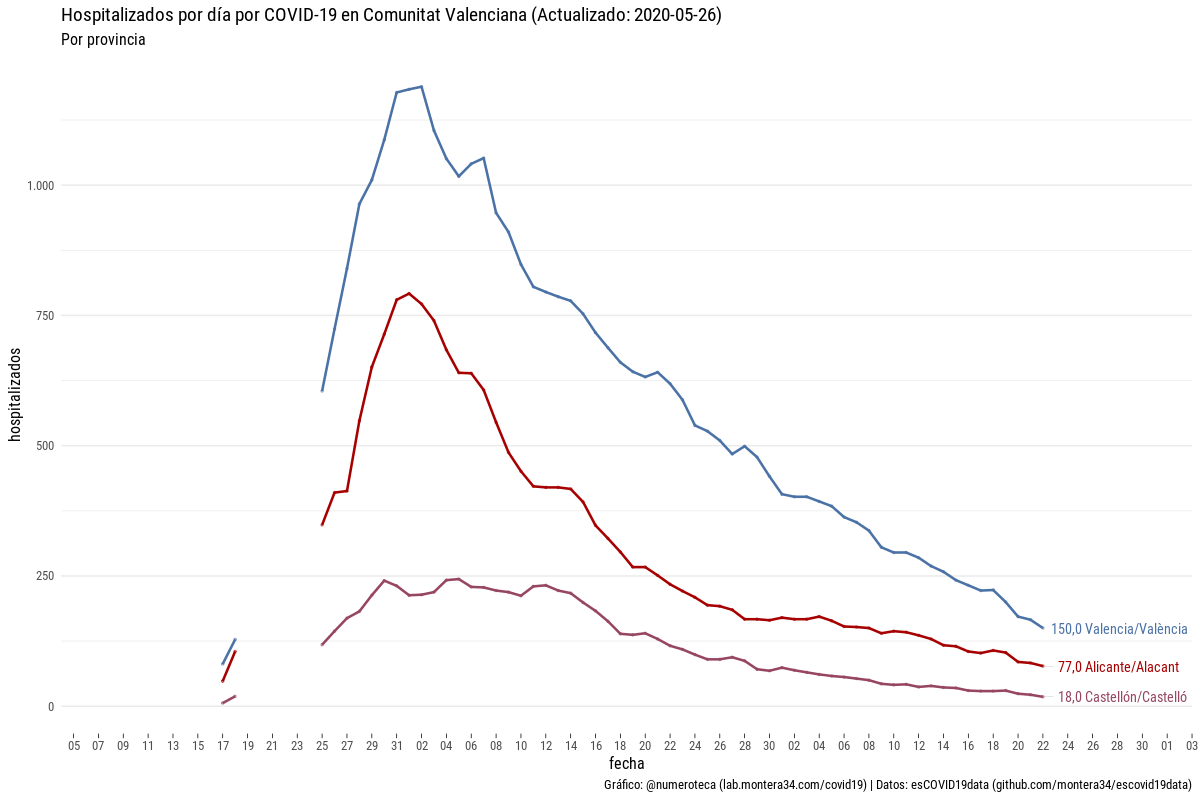 Hospitalizados por día por COVID-19 en Comunitat Valenciana (Actualizado: 2020-05-26)
Por provincia
hospitalizados
1.000
750
500
250
0
150,0 Valencia/València
77,0 Alicante/Alacant
18,0 Castellón/Castelló
05 07 09 11 13 15 17 19 21 23 25 27 29 31 02 04 06 08 10 12 14 16 18 20 22 24 26 28 30 02 04 06 08 10 12 14 16 18 20 22 24 26 28 30 01 03
fecha
Gráfico: @numeroteca (lab.montera34.com/covid19) | Datos: esCOVID19data (github.com/montera34/escovid19data)